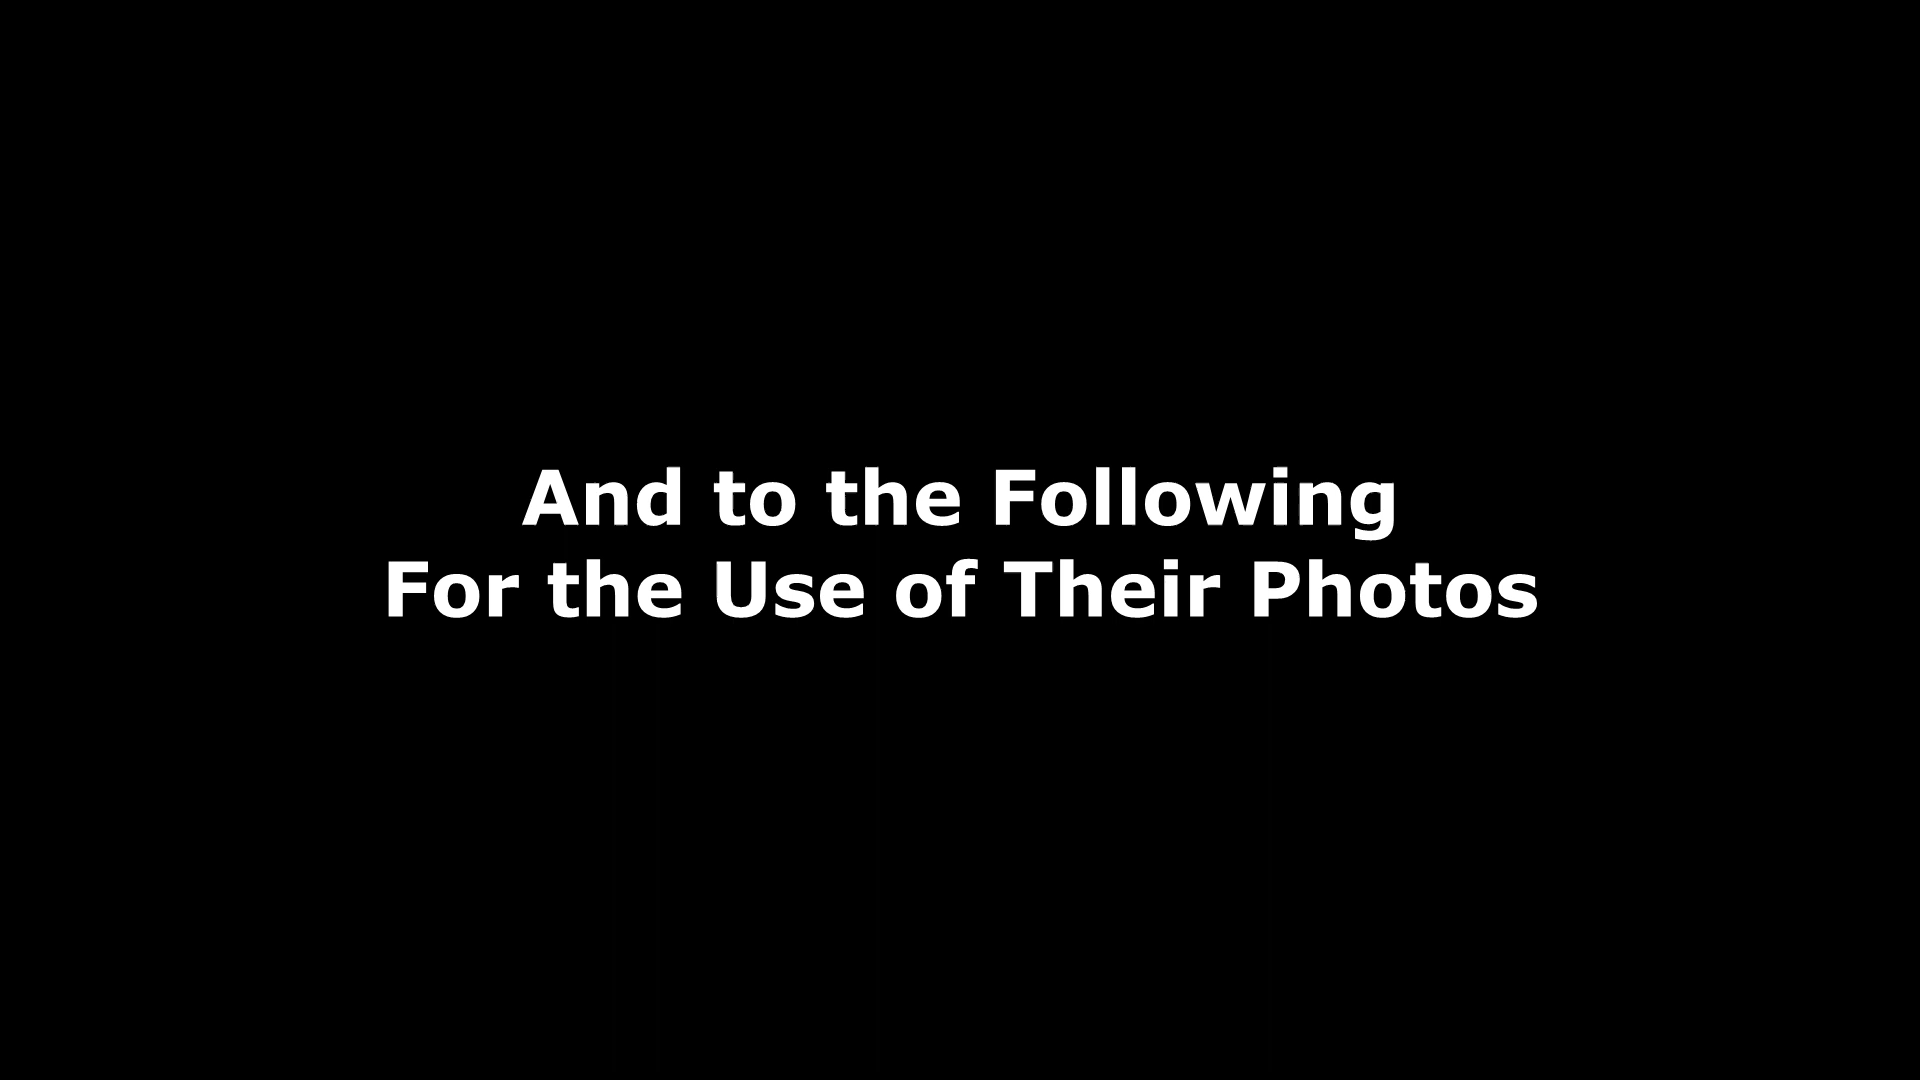 And to the Following
For the Use of Their Photos